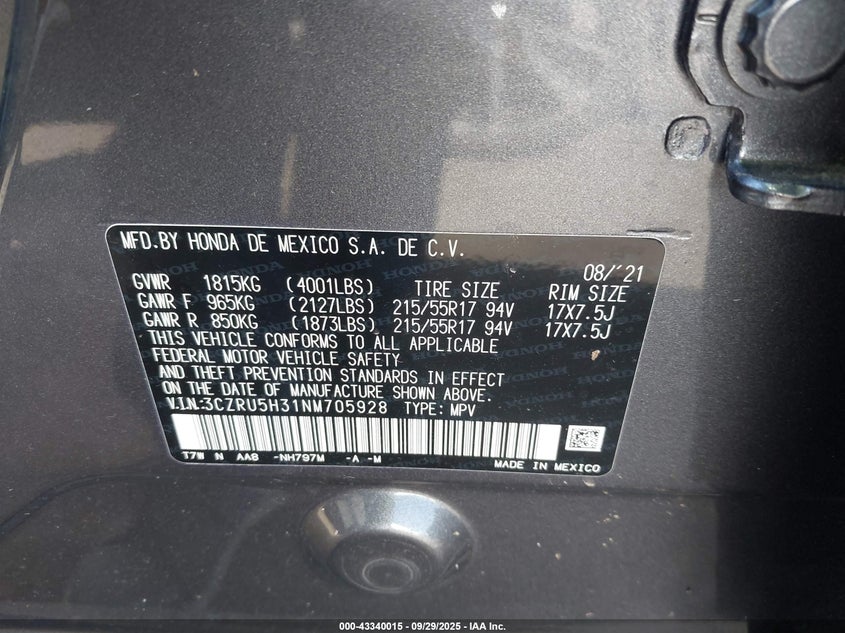 MFD.BY HONDA DE MEXICO S.A. DE C.V.
08/'21
GVWR 1815KG (4001LBS) TIRE SIZE RIM SIZE
GAWR F 965KG (2127LBS) 215/55R17 94V 17X7.5J
GAWR R 850KG (1873LBS) 215/55R17 94V 17X7.5J
THIS VEHICLE CONFORMS TO ALL APPLICABLE
FEDERAL MOTOR VEHICLE SAFETY
AND THEFT PREVENTION STANDARDS IN EFFECT
ON THE DATE OF MANUFACTURE SHOWN ABOVE.
V.I.N:3CZRU5H31NM705928 TYPE: MPV
T7W N AAB -NH797M -A -M
MADE IN MEXICO
000-43340015 - 09/29/2025 - IAA Inc.